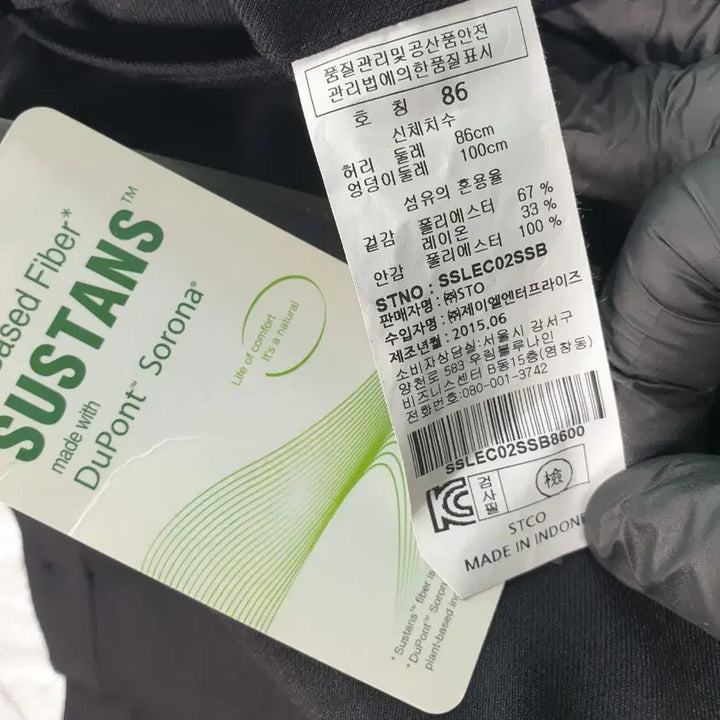 품질관리및공산품안전
관리법에의한품질표시
호 칭 86
신체치수
허리 둘레 86cm
엉덩이둘레 100cm
섬유의 혼용율
겉감 폴리에스터 67 %
레이온 33 %
안감 폴리에스터 100 %
STNO : SSLEC02SSB
판매자명 : ㈜STO
수입자명 : ㈜제이엘엔터프라이즈
제조년월 : 2015.06
소비자상담실:서울시 강서구
양천로 583 우림블루나인
비즈니스센터 B동15층(염창동)
전화번호:080-001-3742
SSLEC02SSB8600
검사필
檢
STCO
MADE IN INDONE
ased Fiber*
SUSTANS™
made with
DuPont™ Sorona®
Life of comfort
It's a natural
* Sustans™ fiber is
* DuPont™ Soron
plant-based in